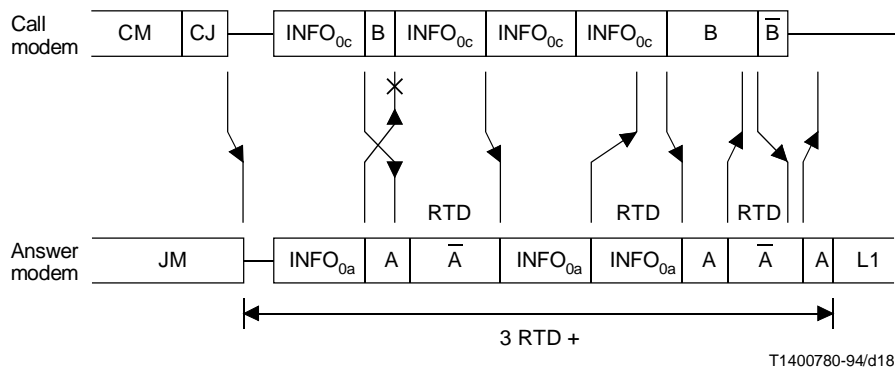 Call modem
CM CJ INFO0c B INFO0c INFO0c INFO0c B B̅
RTD RTD RTD
Answer modem
JM INFO0a A A̅ INFO0a INFO0a A A̅ A L1
3 RTD +
T1400780-94/d18